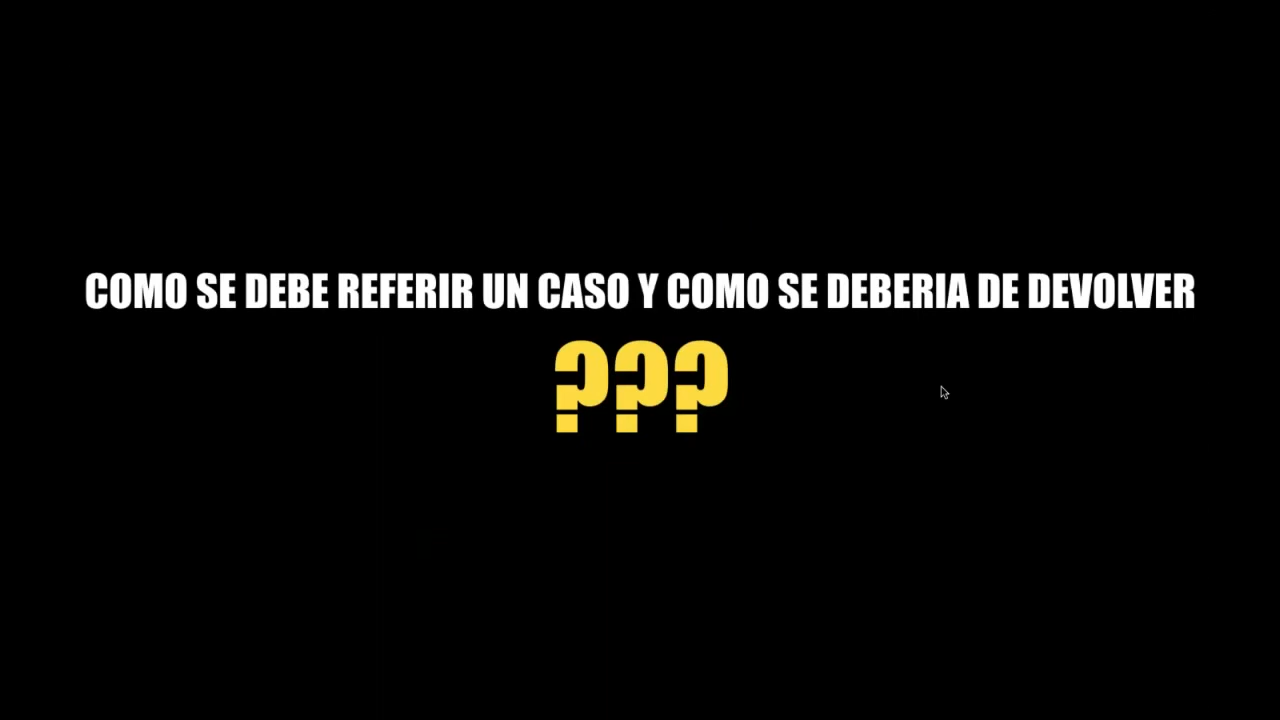 COMO SE DEBE REFERIR UN CASO Y COMO SE DEBERIA DE DEVOLVER
???